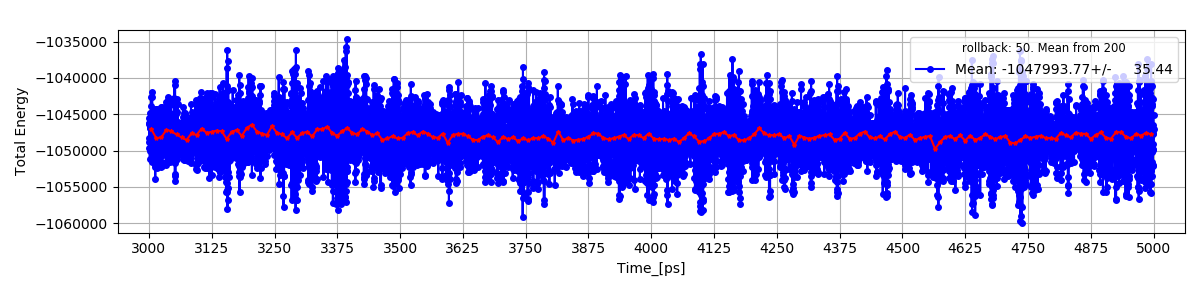 Total Energy
−1035000
−1040000
−1045000
−1050000
−1055000
−1060000
rollback: 50. Mean from 200
Mean: -1047993.77+/- 35.44
3000 3125 3250 3375 3500 3625 3750 3875 4000 4125 4250 4375 4500 4625 4750 4875 5000
Time_[ps]